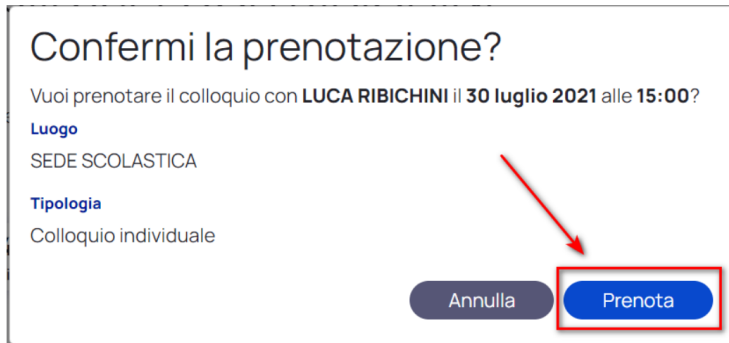 Confermi la prenotazione?
Vuoi prenotare il colloquio con LUCA RIBICHINI il 30 luglio 2021 alle 15:00?
Luogo
SEDE SCOLASTICA
Tipologia
Colloquio individuale
Annulla Prenota